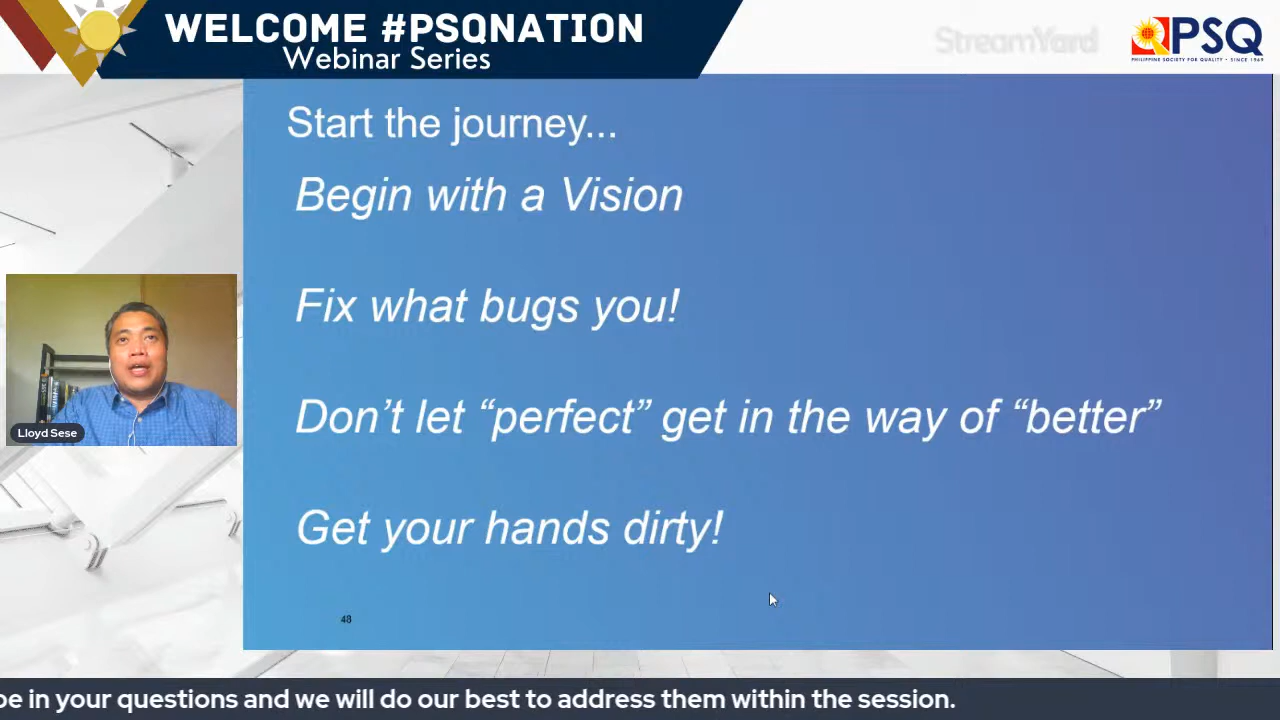 WELCOME #PSQNATION
Webinar Series
StreamYard
PSQ
PHILIPPINE SOCIETY FOR QUALITY - SINCE 1969
Start the journey...
Begin with a Vision
Fix what bugs you!
Don’t let “perfect” get in the way of “better”
Get your hands dirty!
48
Lloyd Sese
pe in your questions and we will do our best to address them within the session.